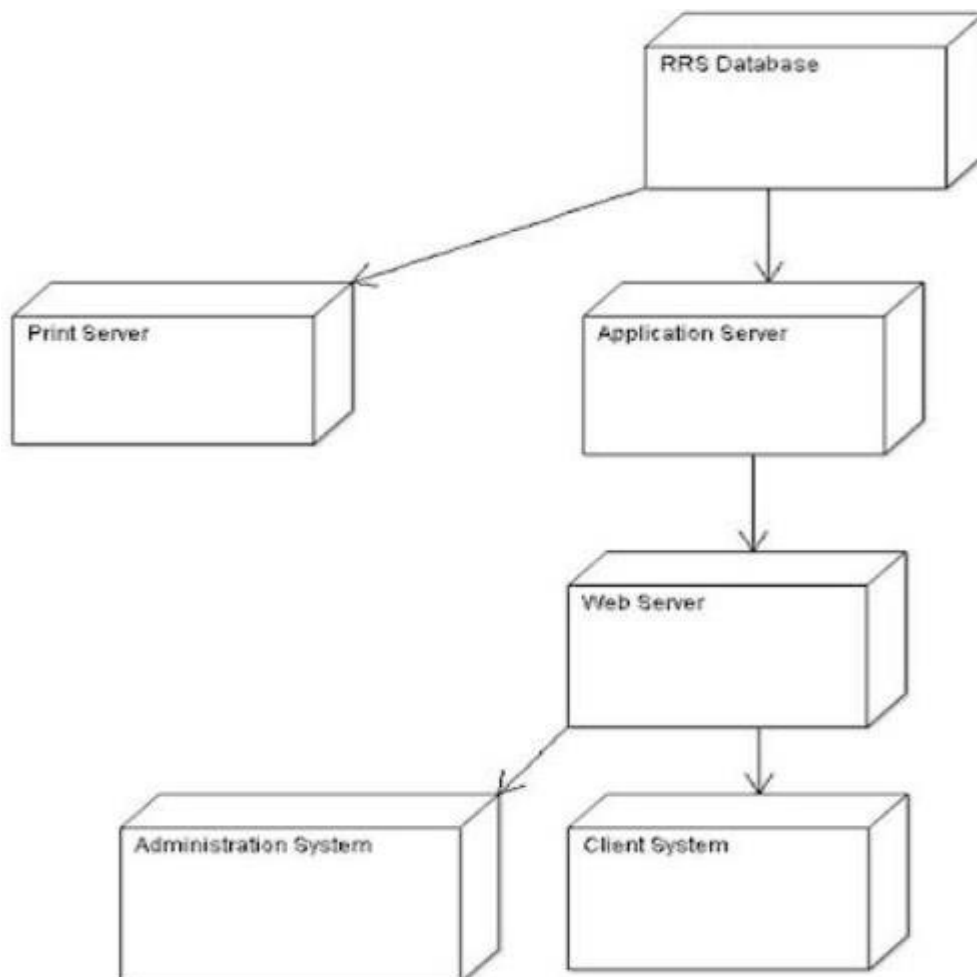 RRS Database
Print Server
Application Server
Web Server
Administration System
Client System